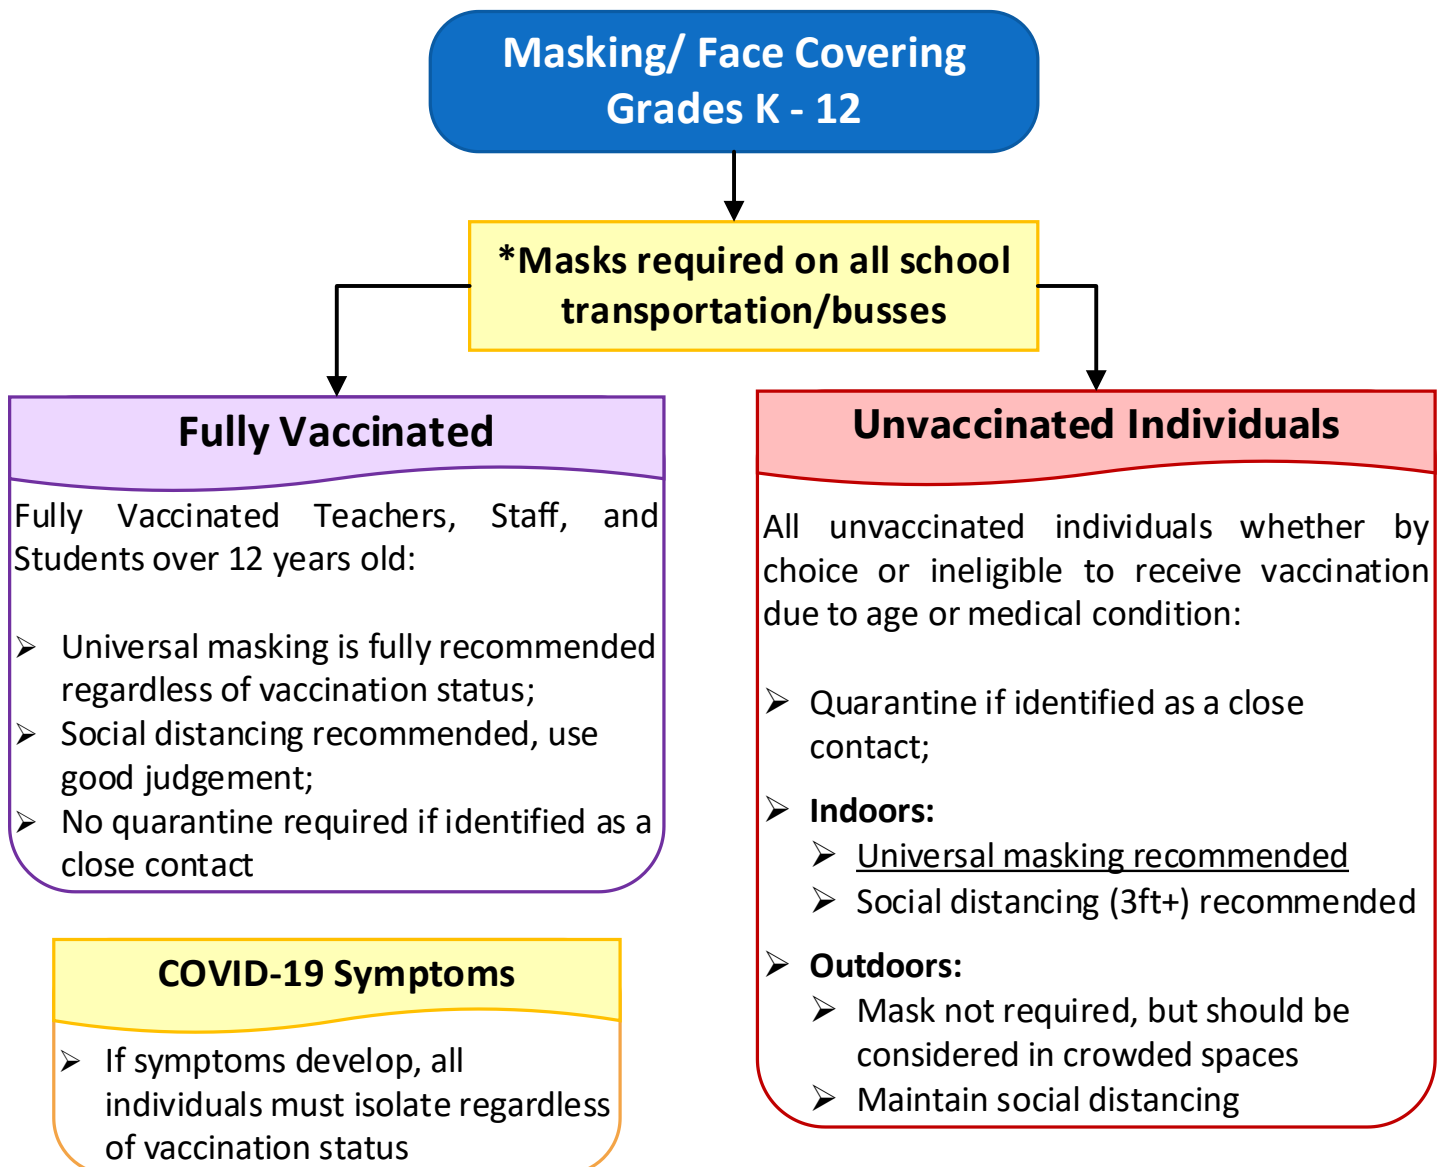 Masking/ Face Covering
Grades K - 12
*Masks required on all school
transportation/busses
Fully Vaccinated
Fully Vaccinated Teachers, Staff, and
Students over 12 years old:
➢ Universal masking is fully recommended
regardless of vaccination status;
➢ Social distancing recommended, use
good judgement;
➢ No quarantine required if identified as a
close contact
COVID-19 Symptoms
➢ If symptoms develop, all
individuals must isolate regardless
of vaccination status
Unvaccinated Individuals
All unvaccinated individuals whether by
choice or ineligible to receive vaccination
due to age or medical condition:
➢ Quarantine if identified as a close
contact;
➢ Indoors:
➢ Universal masking recommended
➢ Social distancing (3ft+) recommended
➢ Outdoors:
➢ Mask not required, but should be
considered in crowded spaces
➢ Maintain social distancing